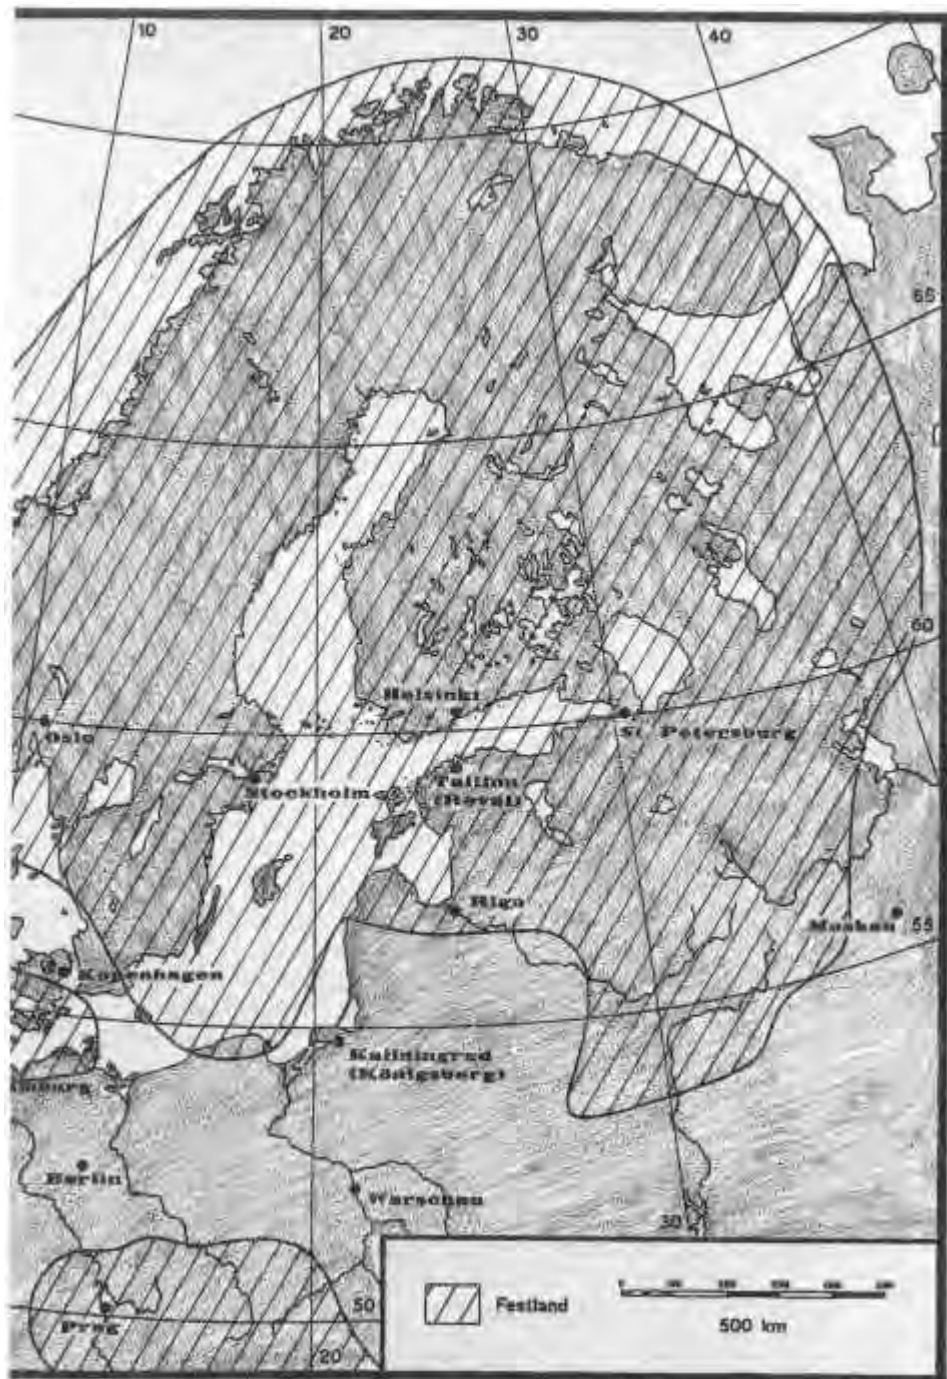 10
20
30
40
65
60
Helsinki
St. Petersburg
Oslo
Stockholm
Tallinn
(Reval)
Riga
Moskau
55
Kopenhagen
Kaliningrad
(Königsberg)
Berlin
Warschau
30
50
Prag
20
Festland
500 km